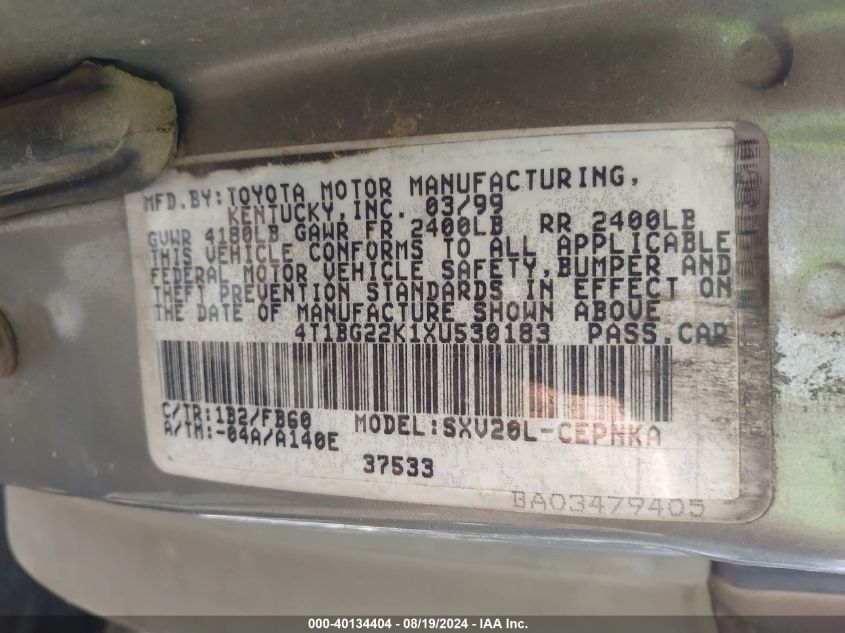 MFD.BY:TOYOTA MOTOR MANUFACTURING,
KENTUCKY,INC. 03/99
GVWR 4180LB GAWR FR 2400LB RR 2400LB
THIS VEHICLE CONFORMS TO ALL APPLICABLE
FEDERAL MOTOR VEHICLE SAFETY,BUMPER AND
THEFT PREVENTION STANDARDS IN EFFECT ON
THE DATE OF MANUFACTURE SHOWN ABOVE
4T1BG22K1XU530183 PASS.CAR
C/TR:1B2/FB60 MODEL:SXV20L-CEPNKA
A/TM:-04A/A140E
37533
BA03479405
000-40134404 - 08/19/2024 - IAA Inc.